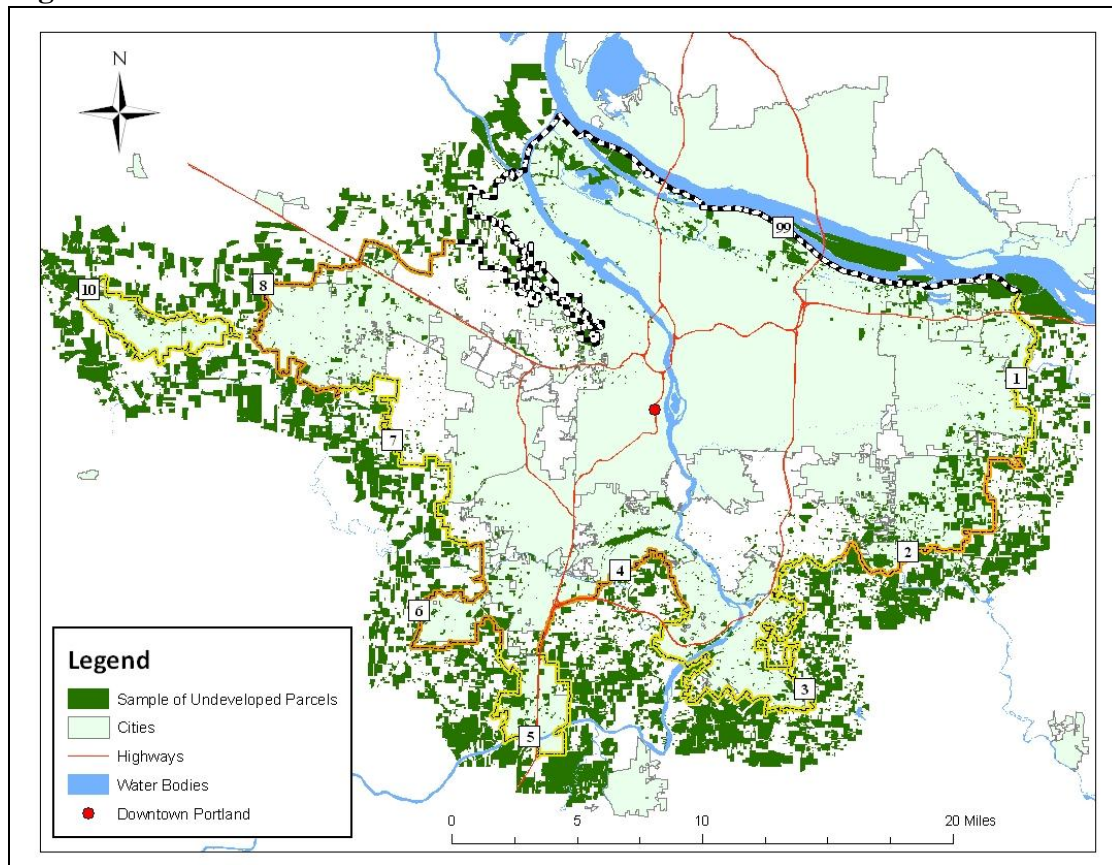 N
99
10
8
1
7
2
4
6
3
5
Legend
Sample of Undeveloped Parcels
Cities
Highways
Water Bodies
Downtown Portland
0 5 10 20 Miles